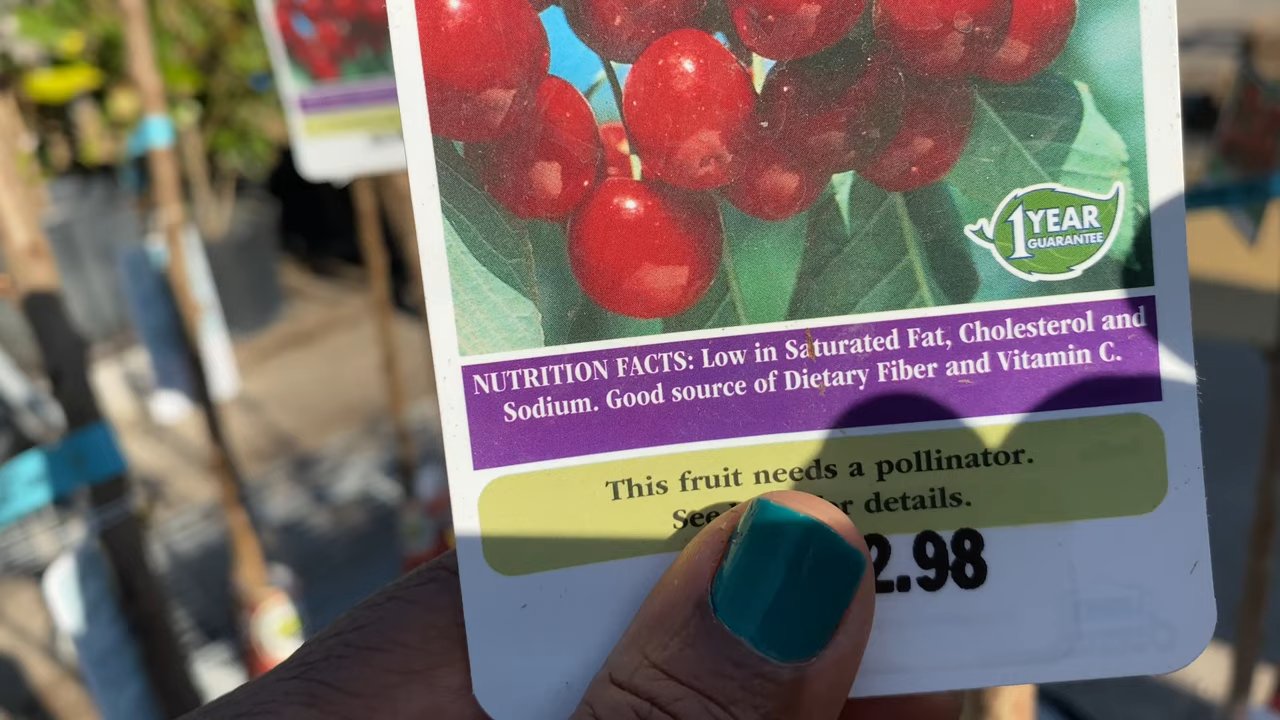 1 YEAR
GUARANTEE
NUTRITION FACTS: Low in Saturated Fat, Cholesterol and
Sodium. Good source of Dietary Fiber and Vitamin C.
This fruit needs a pollinator.
See details.
2.98